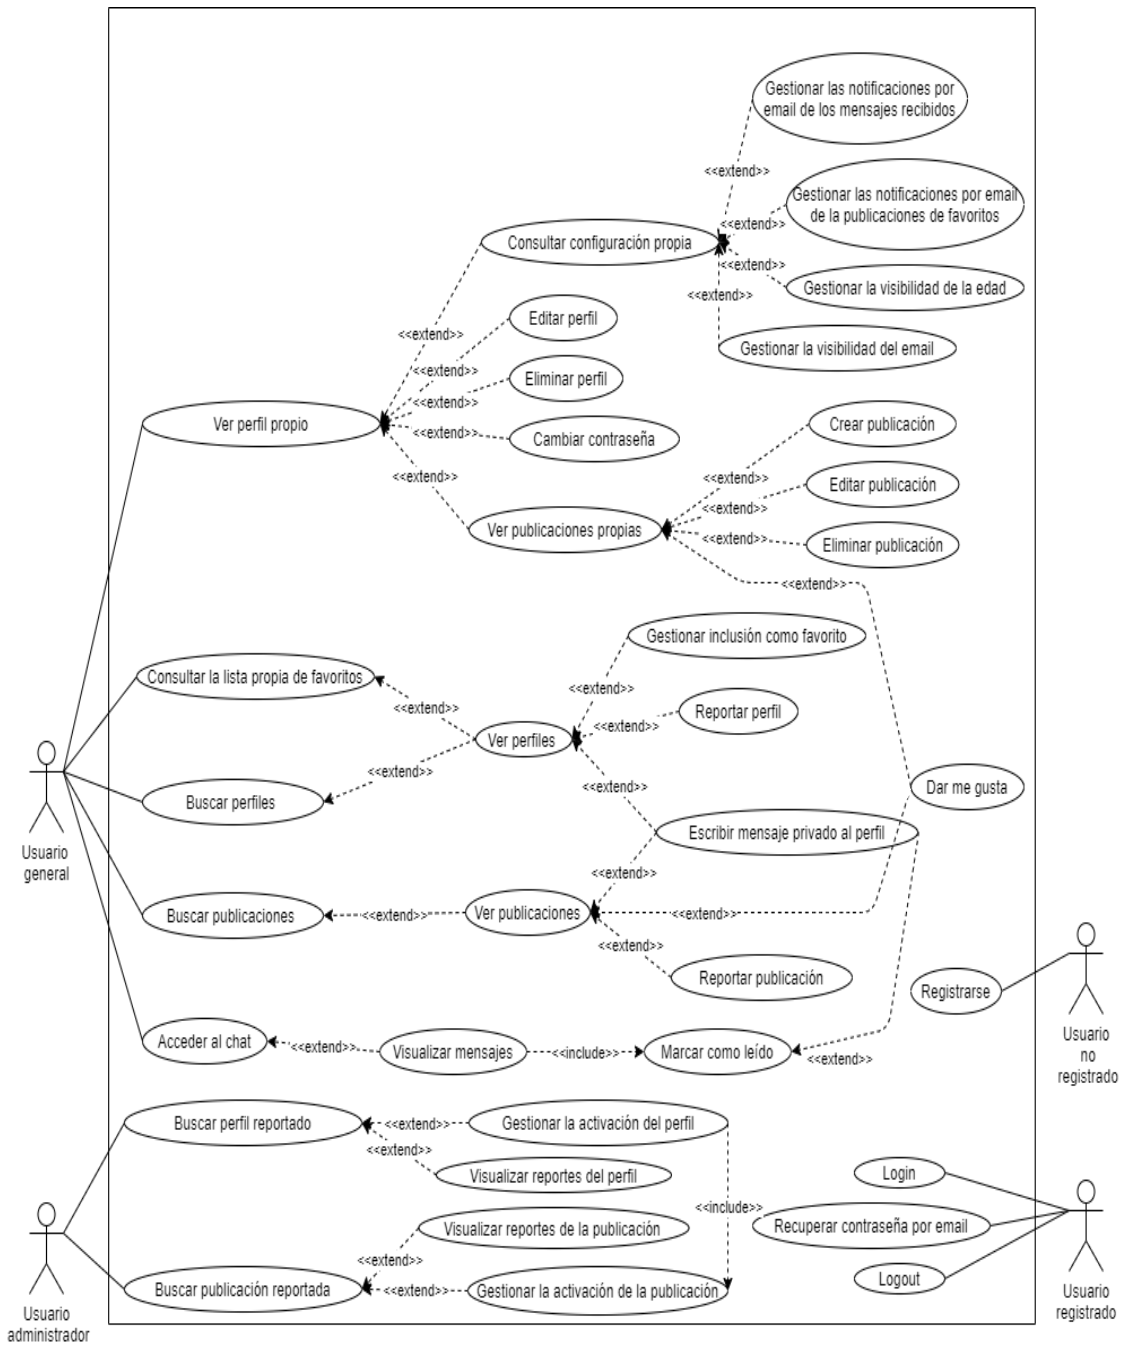 Gestionar las notificaciones por
email de los mensajes recibidos
<<extend>>
Gestionar las notificaciones por email
de la publicaciones de favoritos
<<extend>>
Consultar configuración propia
<<extend>>
Gestionar la visibilidad de la edad
<<extend>>
Editar perfil
<<extend>>
Gestionar la visibilidad del email
<<extend>>
Eliminar perfil
<<extend>>
Ver perfil propio
<<extend>>
Cambiar contraseña
Crear publicación
<<extend>>
<<extend>>
Editar publicación
<<extend>>
Ver publicaciones propias
<<extend>>
Eliminar publicación
<<extend>>
Gestionar inclusión como favorito
Consultar la lista propia de favoritos
<<extend>>
<<extend>>
Reportar perfil
<<extend>>
Ver perfiles
<<extend>>
<<extend>>
Dar me gusta
Buscar perfiles
Escribir mensaje privado al perfil
Usuario
general
<<extend>>
Buscar publicaciones
<<extend>>
Ver publicaciones
<<extend>>
<<extend>>
Reportar publicación
Registrarse
Usuario
no
registrado
Acceder al chat
<<extend>>
Visualizar mensajes
<<include>>
Marcar como leído
<<extend>>
Buscar perfil reportado
<<extend>>
Gestionar la activación del perfil
<<extend>>
Visualizar reportes del perfil
Login
<<include>>
Visualizar reportes de la publicación
Recuperar contraseña por email
<<extend>>
Buscar publicación reportada
<<extend>>
Gestionar la activación de la publicación
Logout
Usuario
registrado
Usuario
administrador